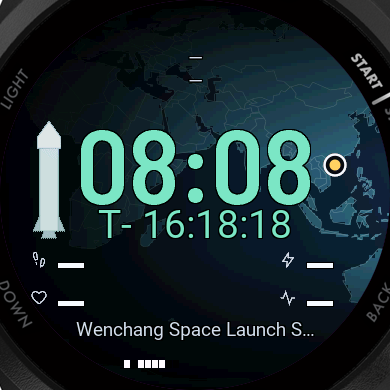 LIGHT
START
08:08
T- 16:18:18
DOWN
BACK
Wenchang Space Launch S...